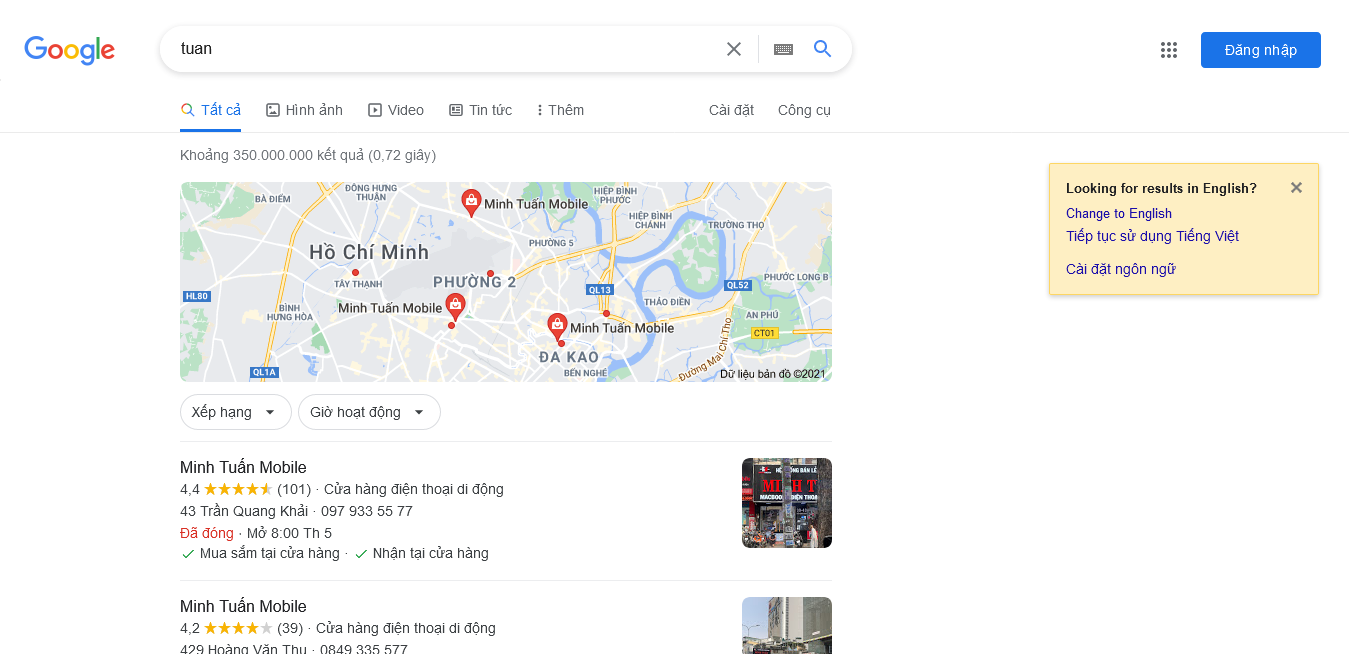 Google
tuan
Đăng nhập
Tất cả
Hình ảnh
Video
Tin tức
Thêm
Cài đặt
Công cụ
Khoảng 350.000.000 kết quả (0,72 giây)
Looking for results in English?
Change to English
Tiếp tục sử dụng Tiếng Việt
Cài đặt ngôn ngữ
BÀ ĐIỂM
ĐÔNG HƯNG
THUẬN
Minh Tuấn Mobile
HIỆP BÌNH
PHƯỚC
HIỆP BÌNH
CHÁNH
TRƯỜNG THỌ
PHƯỜNG 5
Hồ Chí Minh
TÂY THẠNH
PHƯỜNG 2
PHƯỚC LONG B
HL80
QL13
QL52
BÌNH
HƯNG HÒA
Minh Tuấn Mobile
THẢO ĐIỀN
AN PHÚ
Minh Tuấn Mobile
CT01
ĐA KAO
Đường Mai Chí Thọ
QL1A
BẾN NGHÉ
Dữ liệu bản đồ ©2021
Xếp hạng
Giờ hoạt động
Minh Tuấn Mobile
4,4 (101) · Cửa hàng điện thoại di động
43 Trần Quang Khải · 097 933 55 77
Đã đóng · Mở 8:00 Th 5
Mua sắm tại cửa hàng · Nhận tại cửa hàng
Minh Tuấn Mobile
4,2 (39) · Cửa hàng điện thoại di động
429 Hoàng Văn Thụ · 0849 335 577